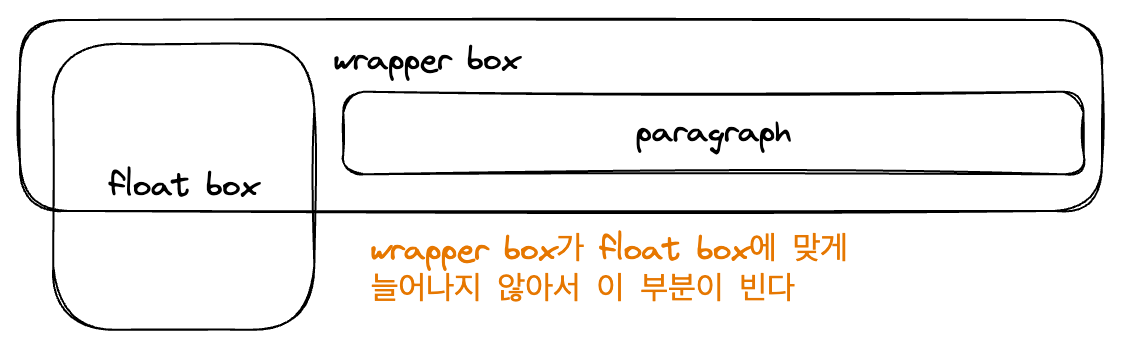 wrapper box
paragraph
float box
wrapper box가 float box에 맞게
늘어나지 않아서 이 부분이 빈다